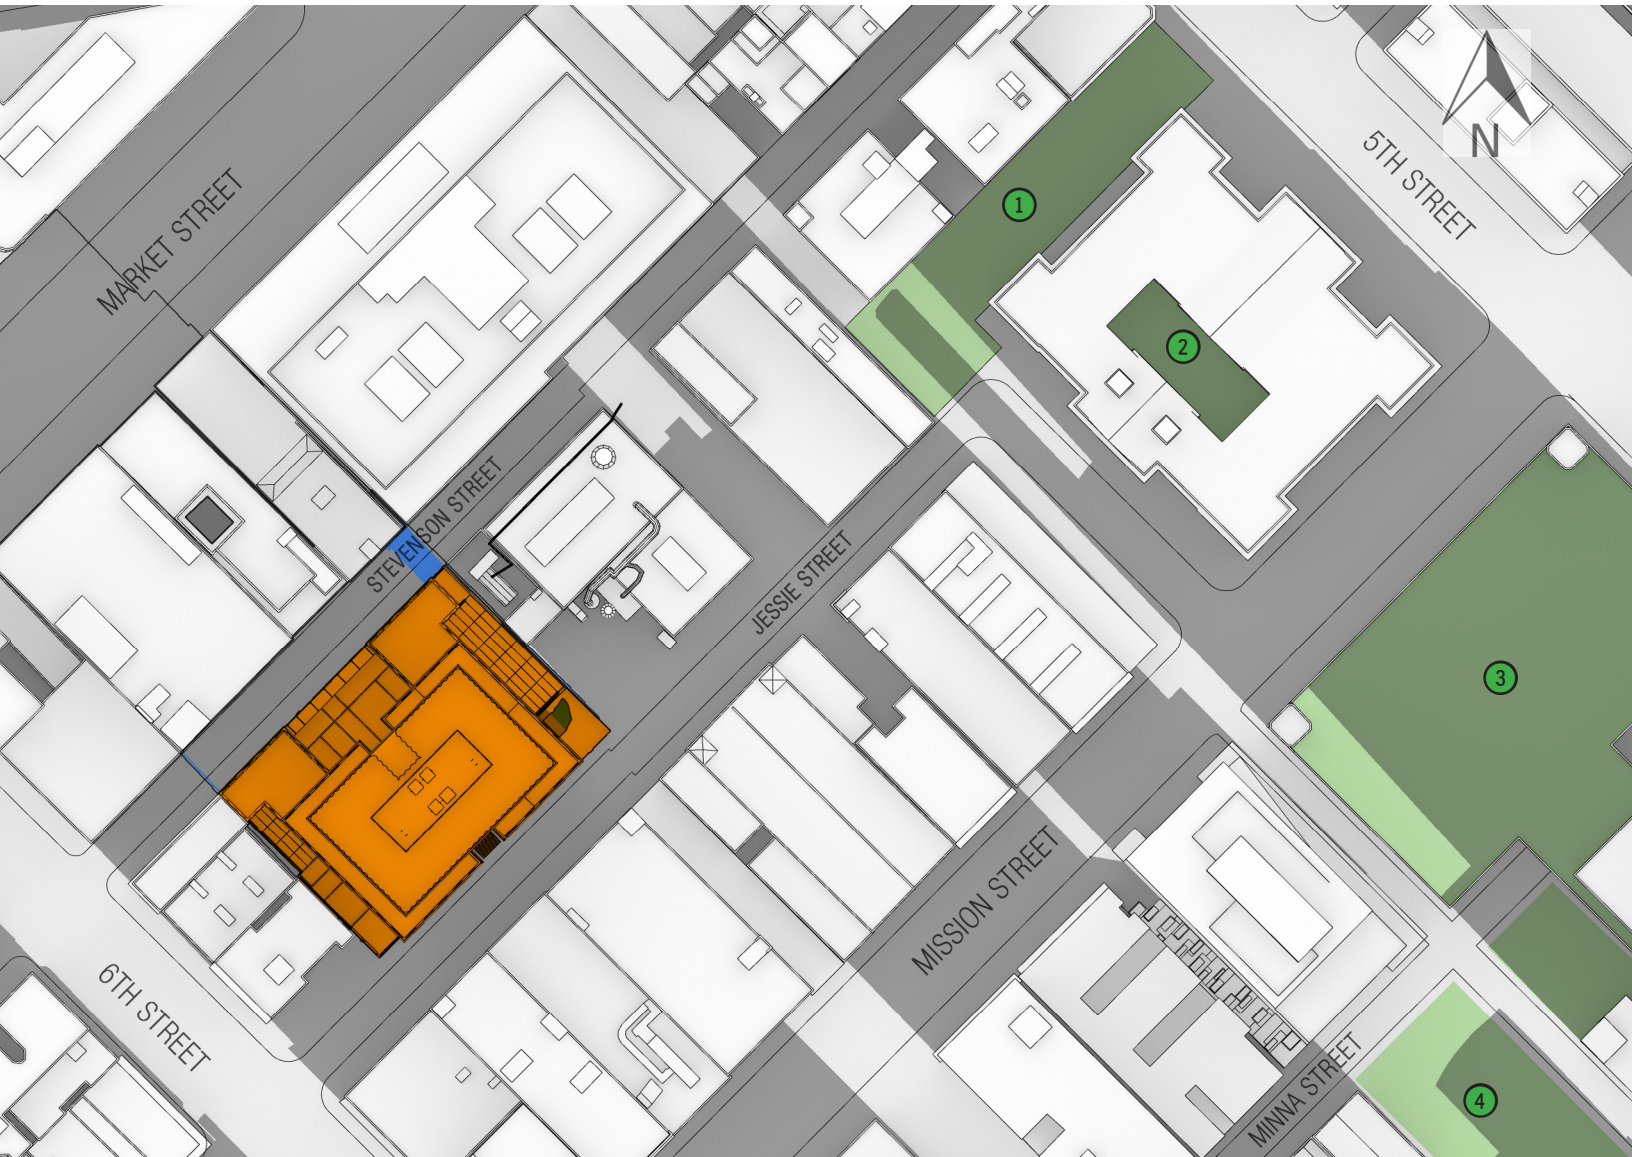 MARKET STREET
5TH STREET
N
1
2
STEVENSON STREET
JESSIE STREET
3
MISSION STREET
6TH STREET
MINNA STREET
4